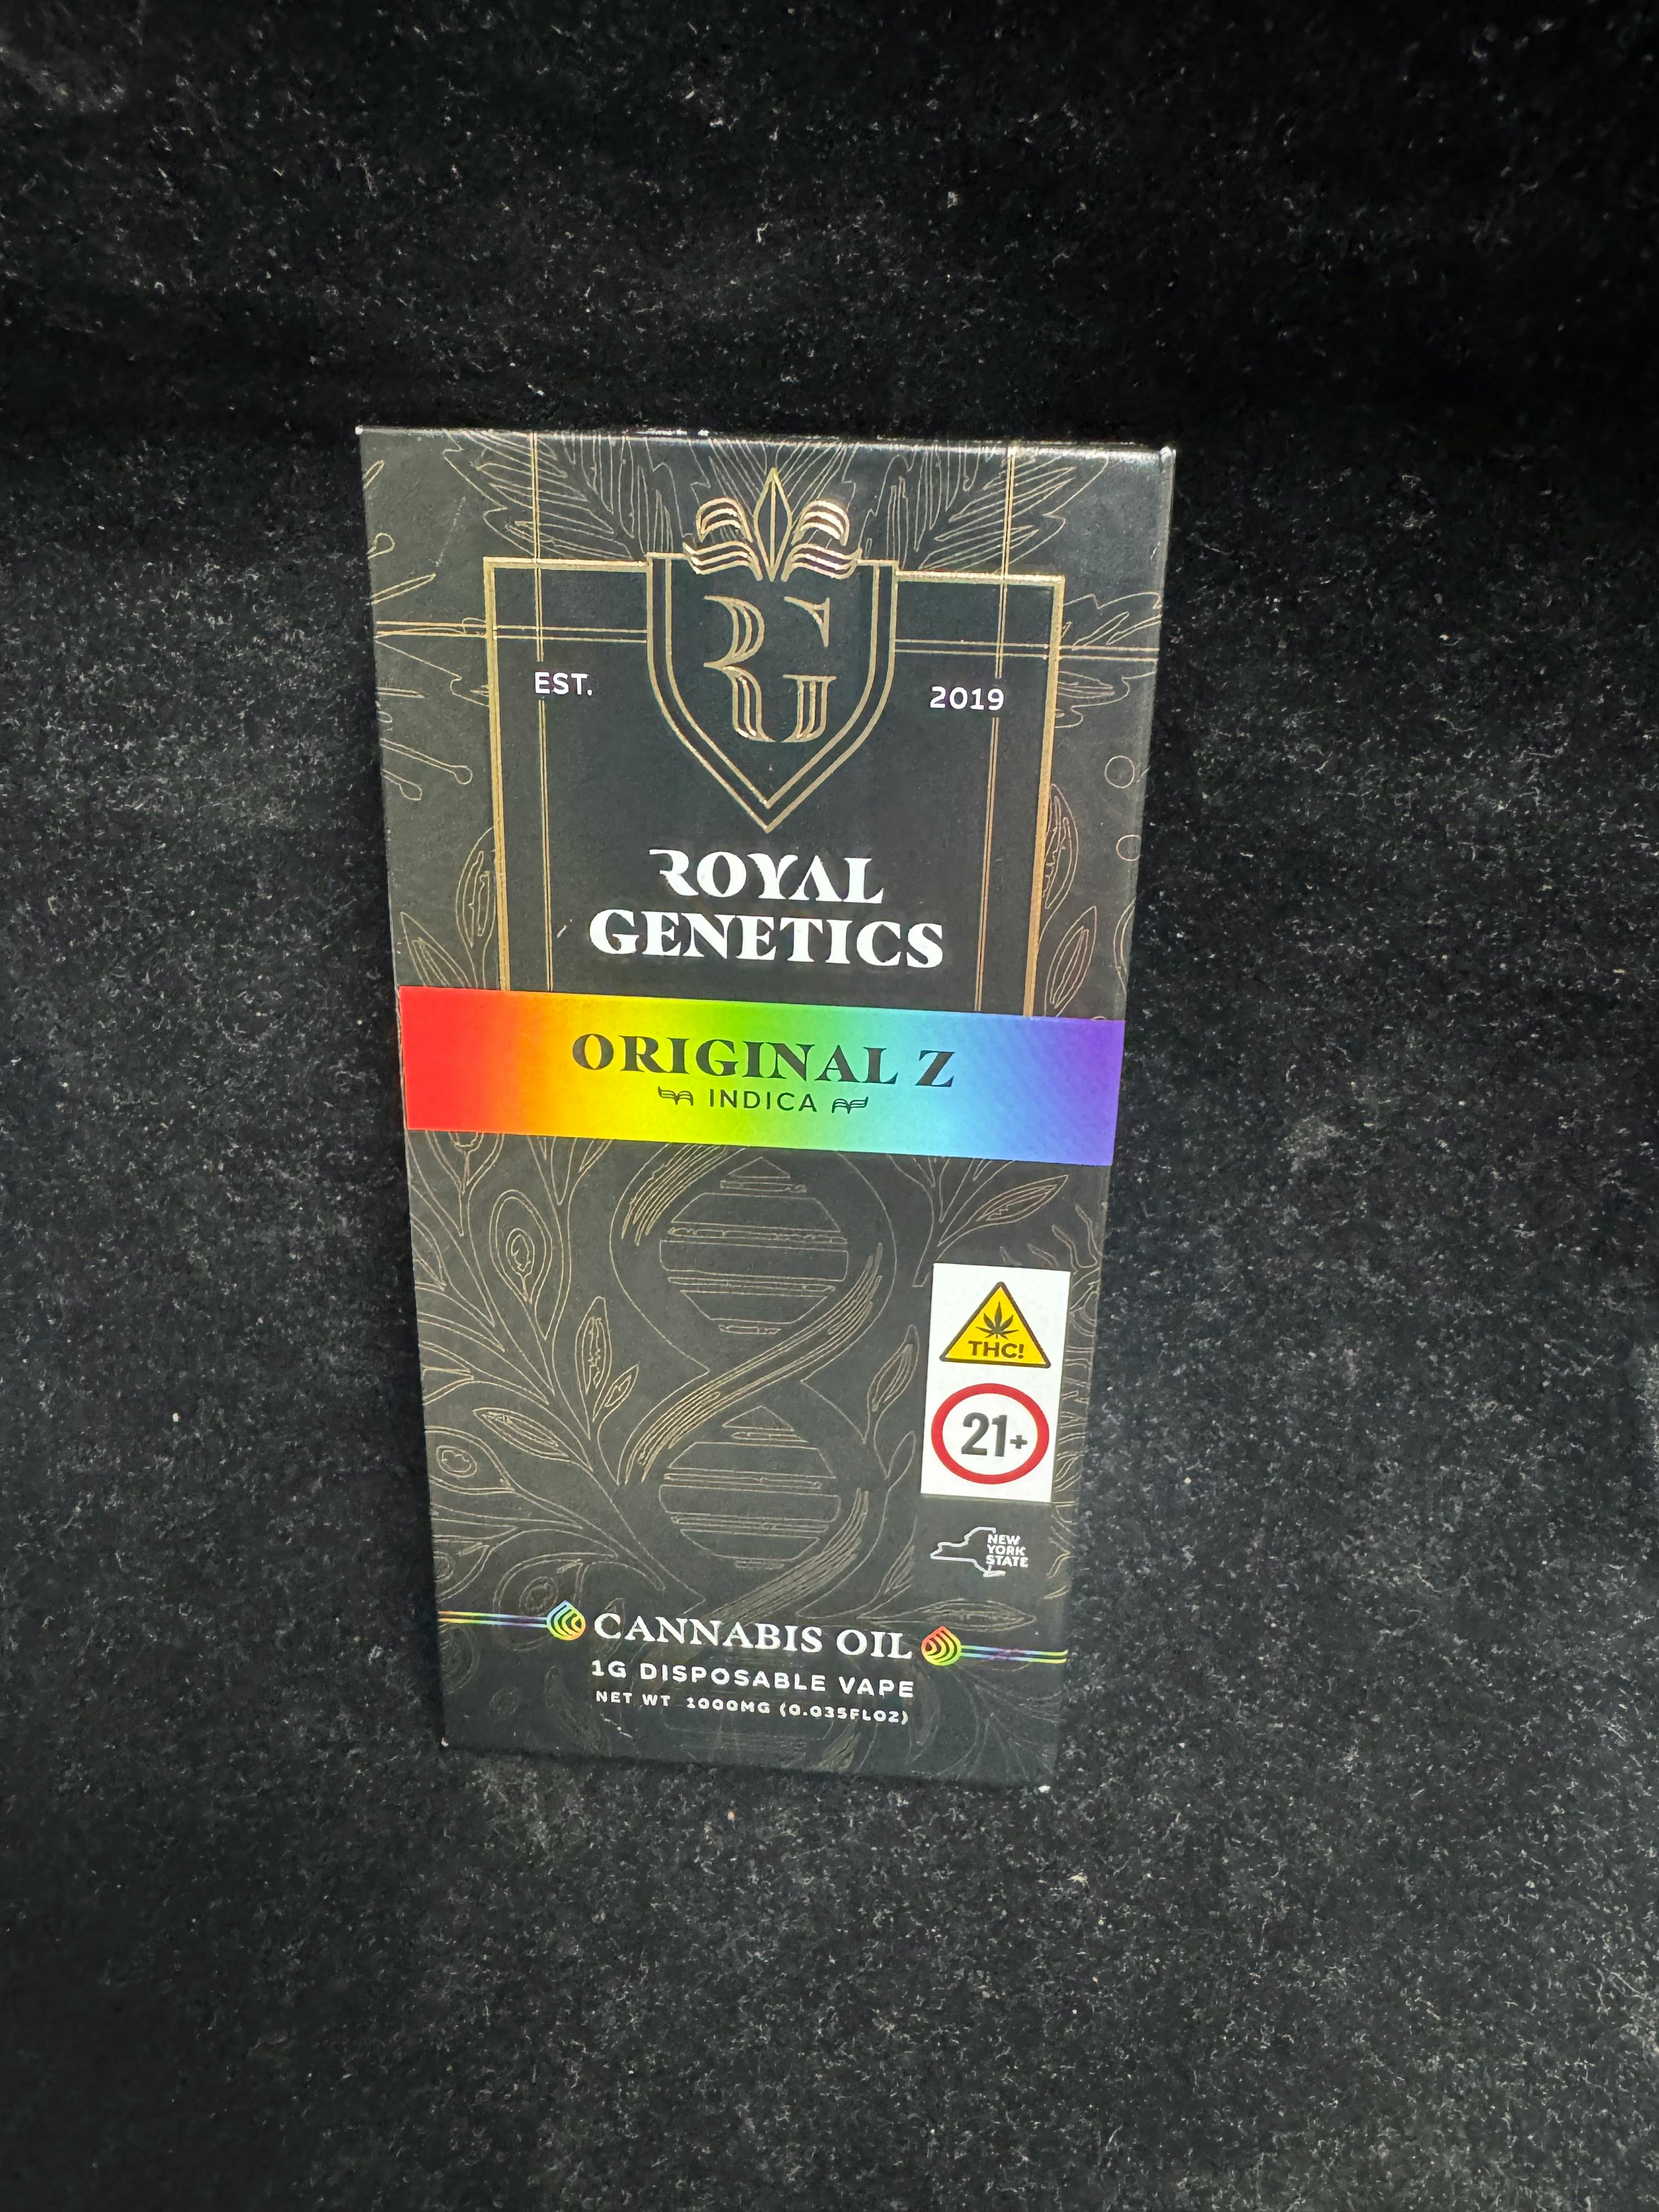 RG
EST.
2019
ROYAL
GENETICS
ORIGINAL Z
INDICA
THC!
21+
NEW
YORK
STATE
CANNABIS OIL
1G DISPOSABLE VAPE
NET WT 1000MG (0.035FLOZ)